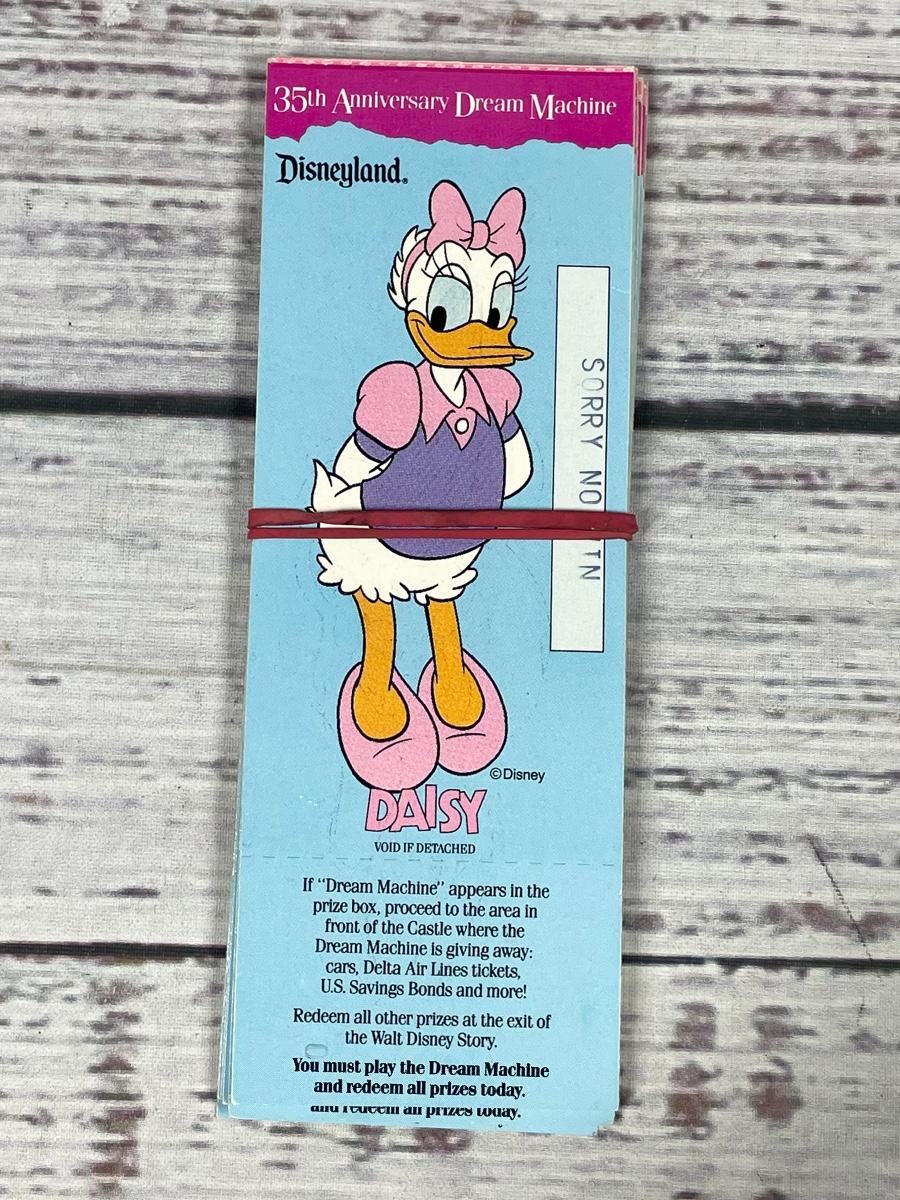 35th Anniversary Dream Machine
Disneyland®
SORRY NO
©Disney
DAISY
VOID IF DETACHED
If "Dream Machine" appears in the
prize box, proceed to the area in
front of the Castle where the
Dream Machine is giving away:
cars, Delta Air Lines tickets,
U.S. Savings Bonds and more!
Redeem all other prizes at the exit of
the Walt Disney Story.
You must play the Dream Machine
and redeem all prizes today.
and redeem all prizes today.